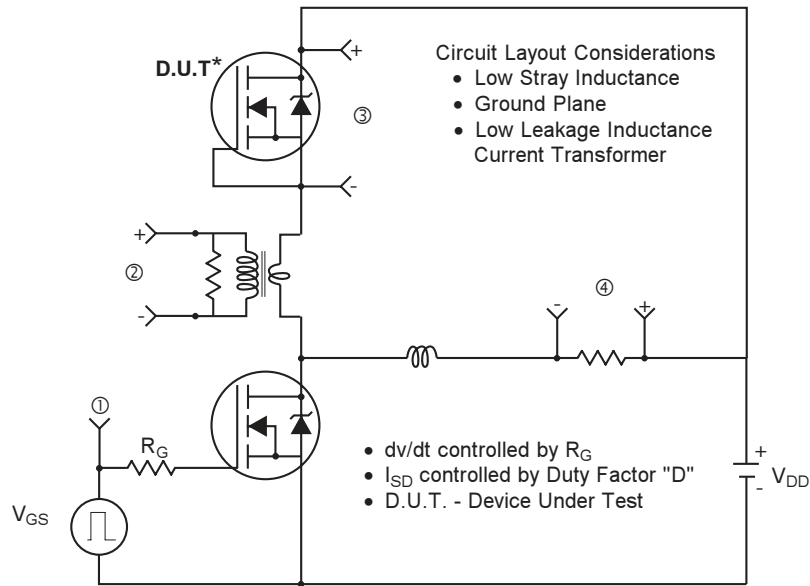 D.U.T*
+
③
-
Circuit Layout Considerations
• Low Stray Inductance
• Ground Plane
• Low Leakage Inductance
Current Transformer
+
②
-
④
-
+
①
RG
VGS
• dv/dt controlled by RG
• ISD controlled by Duty Factor "D"
• D.U.T. - Device Under Test
+
-
VDD